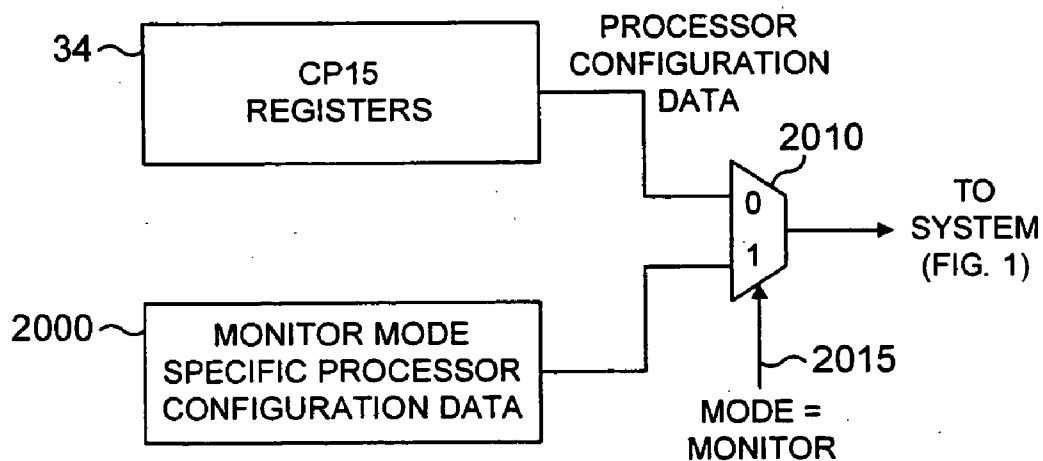 34
CP15
REGISTERS
PROCESSOR
CONFIGURATION
DATA
2010
0
1
TO
SYSTEM
(FIG. 1)
2000
MONITOR MODE
SPECIFIC PROCESSOR
CONFIGURATION DATA
2015
MODE =
MONITOR